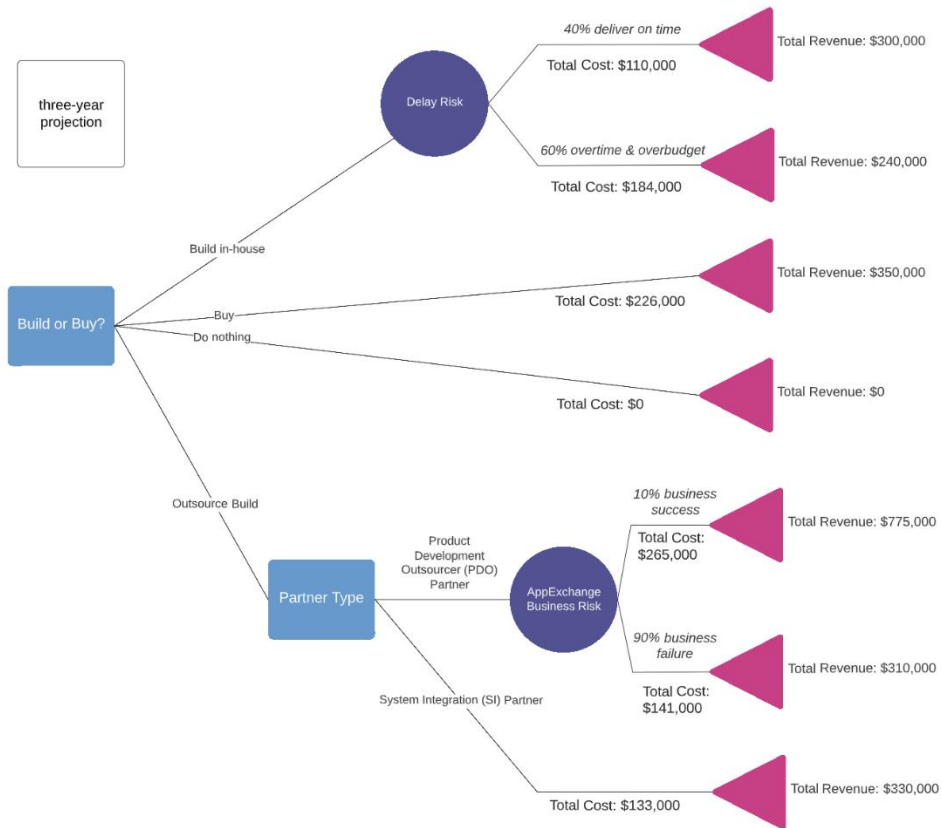 40% deliver on time
Total Cost: $110,000
Total Revenue: $300,000
three-year
projection
Delay Risk
60% overtime & overbudget
Total Cost: $184,000
Total Revenue: $240,000
Build in-house
Total Revenue: $350,000
Total Cost: $226,000
Build or Buy?
Buy
Do nothing
Total Cost: $0
Total Revenue: $0
Outsource Build
10% business
success
Total Cost:
$265,000
Total Revenue: $775,000
Product
Development
Outsourcer (PDO)
Partner
Partner Type
AppExchange
Business Risk
90% business
failure
Total Cost:
$141,000
Total Revenue: $310,000
System Integration (SI) Partner
Total Cost: $133,000
Total Revenue: $330,000